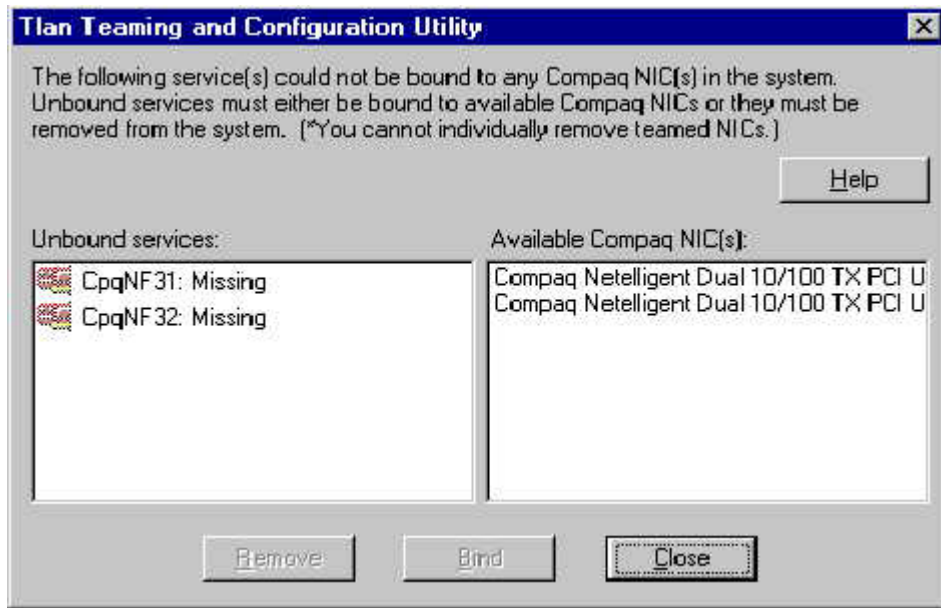 Tlan Teaming and Configuration Utility
The following service(s) could not be bound to any Compaq NIC(s) in the system.
Unbound services must either be bound to available Compaq NICs or they must be
removed from the system.  (*You cannot individually remove teamed NICs.)
Help
Unbound services:
CpqNF31: Missing
CpqNF32: Missing
Available Compaq NIC(s):
Compaq Netelligent Dual 10/100 TX PCI U
Compaq Netelligent Dual 10/100 TX PCI U
Remove
Bind
Close